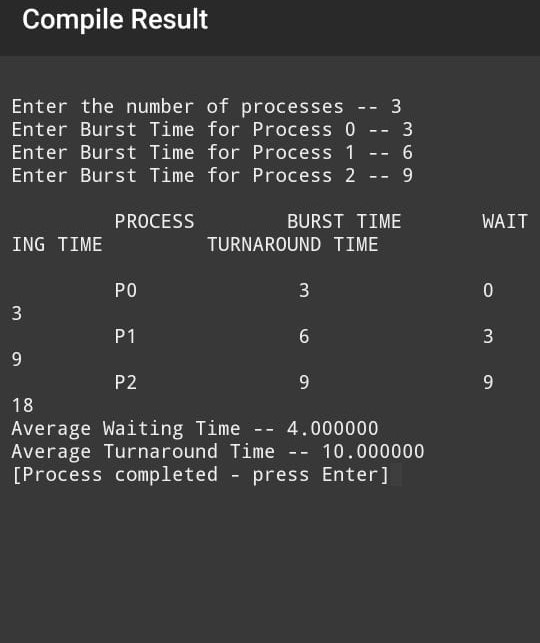 Compile Result
Enter the number of processes -- 3
Enter Burst Time for Process 0 -- 3
Enter Burst Time for Process 1 -- 6
Enter Burst Time for Process 2 -- 9
PROCESS BURST TIME WAIT
ING TIME TURNAROUND TIME
P0 3 0
3
P1 6 3
9
P2 9 9
18
Average Waiting Time -- 4.000000
Average Turnaround Time -- 10.000000
[Process completed - press Enter]